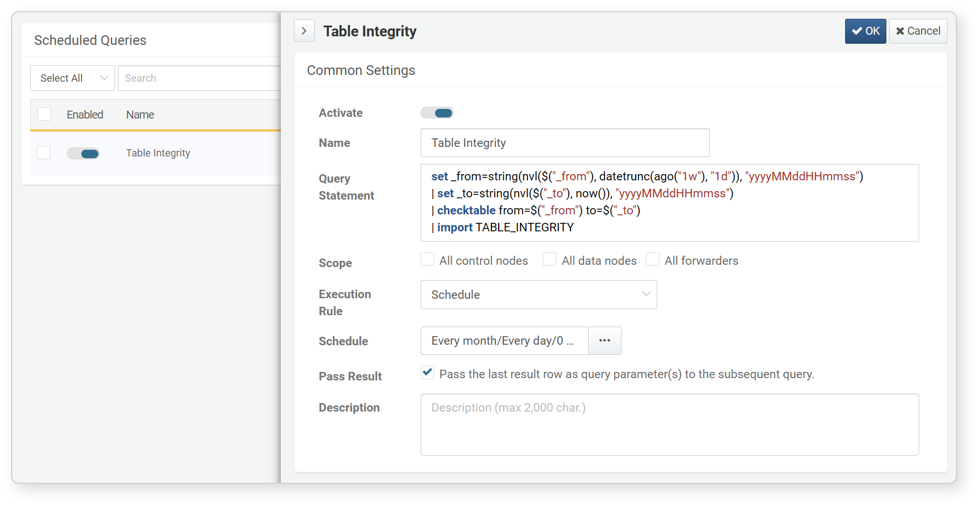 Scheduled Queries
Select All
Search
Enabled Name
Table Integrity
Table Integrity
OK
Cancel
Common Settings
Activate
Name
Table Integrity
Query
Statement
set _from=string(nvl($("_from"), datetrunc(ago("1w"), "1d")), "yyyyMMddHHmmss")
| set _to=string(nvl($("_to"), now()), "yyyyMMddHHmmss")
| checktable from=$("_from") to=$("_to")
| import TABLE_INTEGRITY
Scope
All control nodes All data nodes All forwarders
Execution
Rule
Schedule
Schedule
Every month/Every day/0 ...
Pass Result
Pass the last result row as query parameter(s) to the subsequent query.
Description
Description (max 2,000 char.)